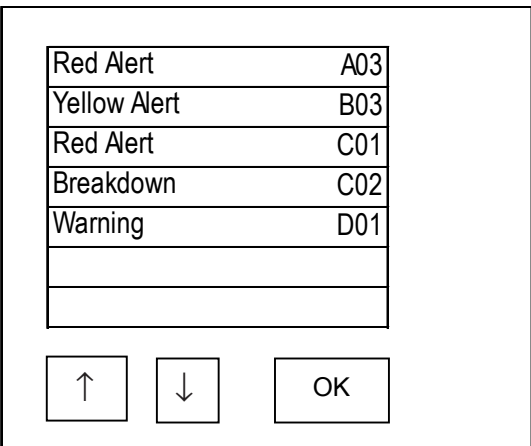 Red Alert A03
Yellow Alert B03
Red Alert C01
Breakdown C02
Warning D01
↑ ↓ OK